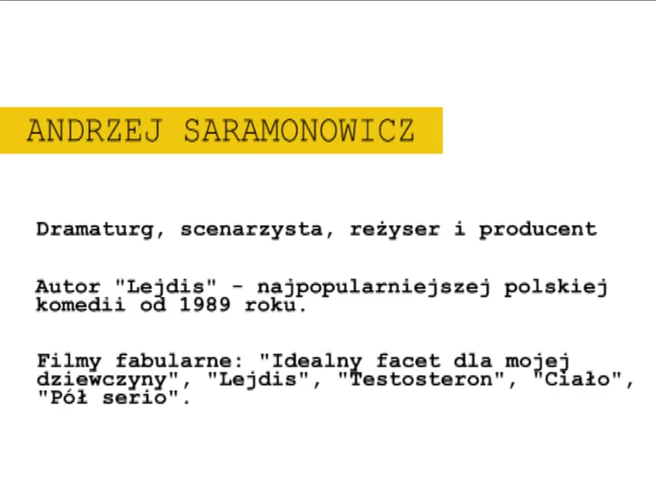 ANDRZEJ SARAMONOWICZ
Dramaturg, scenarzysta, reżyser i producent
Autor "Lejdis" - najpopularniejszej polskiej
komedii od 1989 roku.
Filmy fabularne: "Idealny facet dla mojej
dziewczyny", "Lejdis", "Testosteron", "Ciało",
"Pół serio".